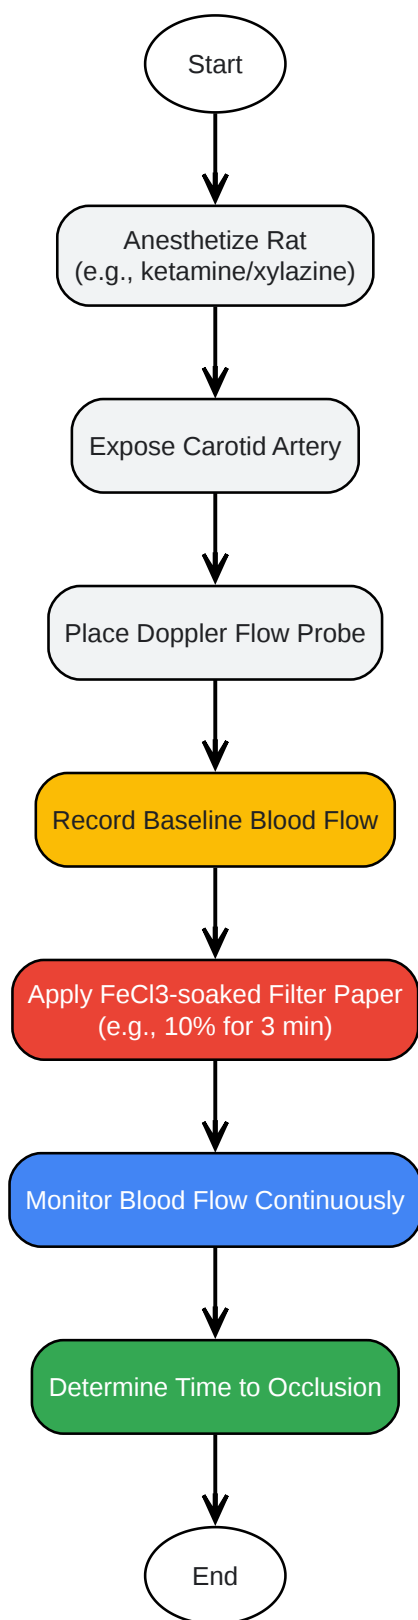 Start
Anesthetize Rat
(e.g., ketamine/xylazine)
Expose Carotid Artery
Place Doppler Flow Probe
Record Baseline Blood Flow
Apply FeCl3-soaked Filter Paper
(e.g., 10% for 3 min)
Monitor Blood Flow Continuously
Determine Time to Occlusion
End